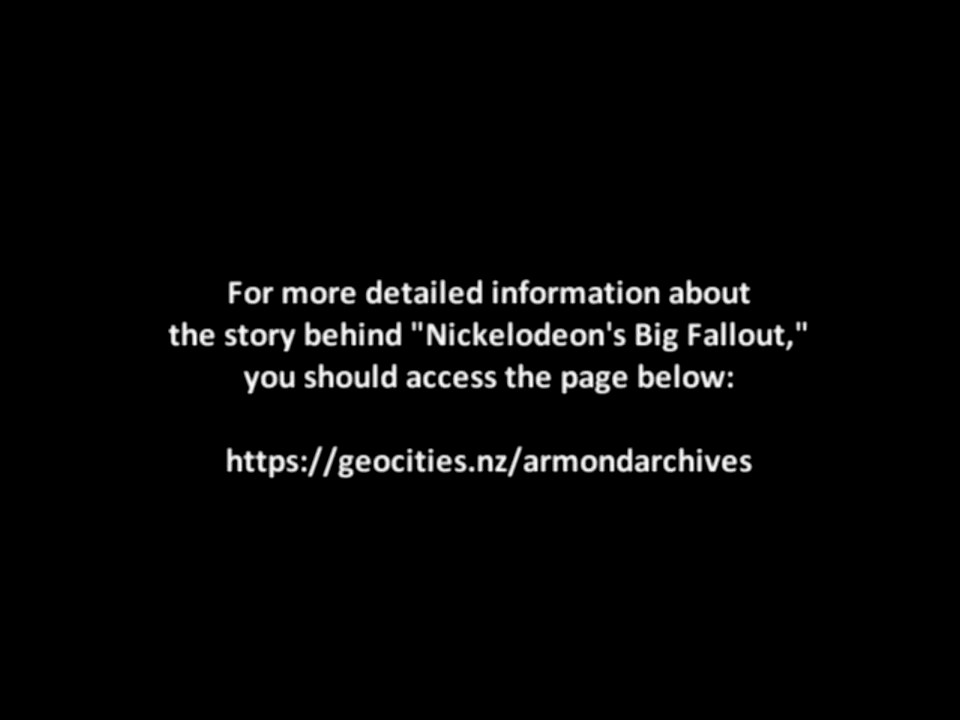 For more detailed information about
the story behind "Nickelodeon's Big Fallout,"
you should access the page below:
https://geocities.nz/armondarchives